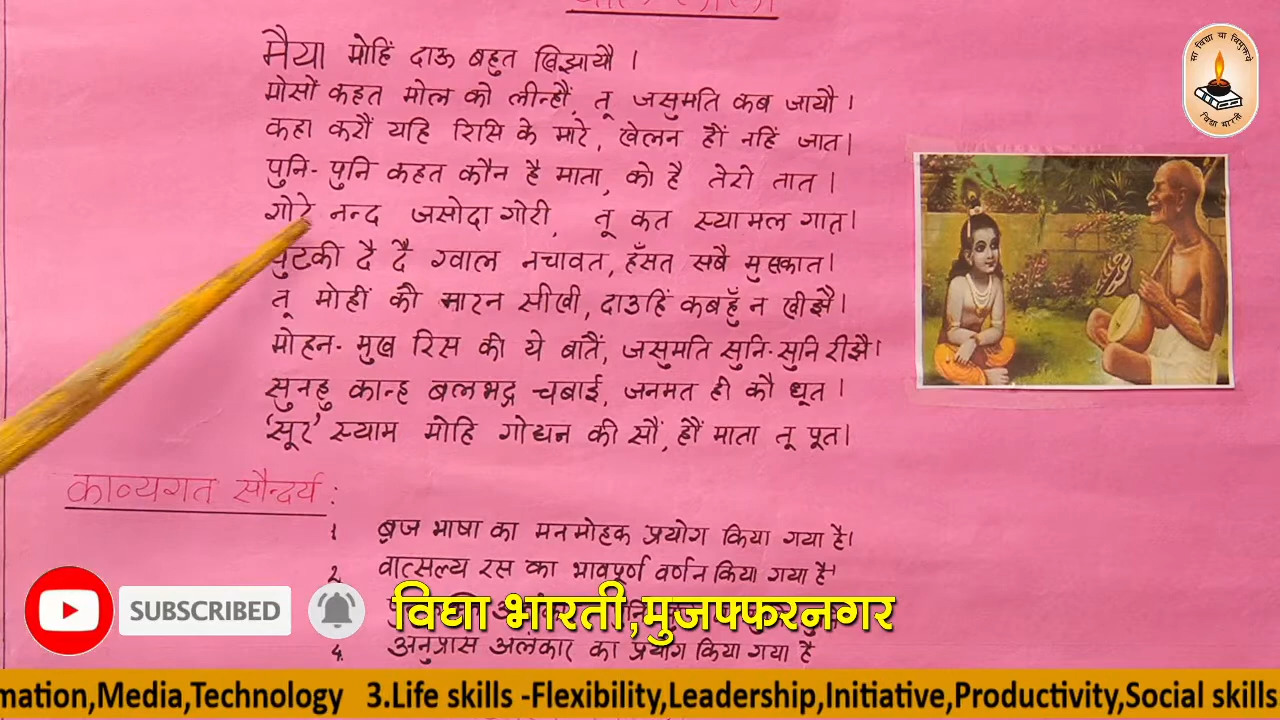 सा विद्या या विमुक्तये
विद्या भारती
मैया मोहिं दाऊ बहुत खिझायौ ।
मोसों कहत मोल को लीन्हौं, तू जसुमति कब जायौ ।
कहा करौं यहि रिसि के मारे, खेलन हौं नहिं जात।
पुनि-पुनि कहत कौन है माता, को है तेरो तात ।
गोरे नन्द जसोदा गोरी, तू कत स्यामल गात।
चुटकी दै दै ग्वाल नचावत, हँसत सबै मुस्कात।
तू मोहीं कौ मारन सीखी, दाउहिं कबहुँ न खीझै।
मोहन-मुख रिस की ये बातैं, जसुमति सुनि-सुनि रीझै।
सुनहु कान्ह बलभद्र चबाई, जनमत ही कौ धूत ।
'सूर' स्याम मोहि गोधन की सौं, हौं माता तू पूत।
काव्यगत सौन्दर्य :
1 ब्रज भाषा का मनमोहक प्रयोग किया गया है।
2. वात्सल्य रस का भावपूर्ण वर्णन किया गया है
SUBSCRIBED
विद्या भारती,मुजफ्फरनगर
4. अनुप्रास अलंकार का प्रयोग किया गया है
mation,Media,Technology 3.Life skills -Flexibility,Leadership,Initiative,Productivity,Social skills